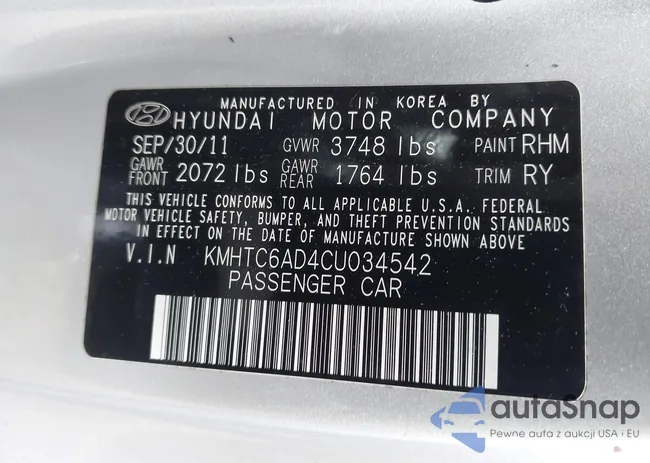 MANUFACTURED IN KOREA BY
HYUNDAI MOTOR COMPANY
SEP/30/11 GVWR 3748 lbs PAINT RHM
GAWR FRONT 2072 lbs GAWR REAR 1764 lbs TRIM RY
THIS VEHICLE CONFORMS TO ALL APPLICABLE U.S.A. FEDERAL
MOTOR VEHICLE SAFETY, BUMPER, AND THEFT PREVENTION STANDARDS
IN EFFECT ON THE DATE OF MANUFACTURE SHOWN ABOVE.
V.I.N KMHTC6AD4CU034542
PASSENGER CAR
autoSnap
Pewne auta z aukcji USA i EU